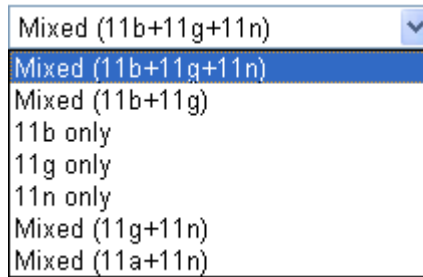 Mixed (11b+11g+11n)
Mixed (11b+11g+11n)
Mixed (11b+11g)
11b only
11g only
11n only
Mixed (11g+11n)
Mixed (11a+11n)